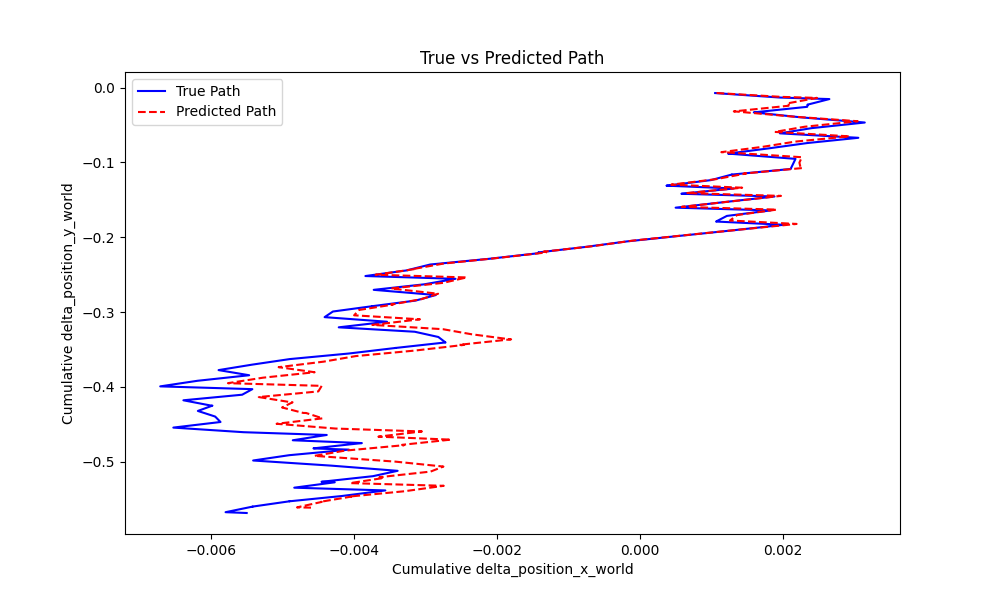 True vs Predicted Path
True Path
Predicted Path
0.0
−0.1
−0.2
−0.3
−0.4
−0.5
Cumulative delta_position_y_world
−0.006
−0.004
−0.002
0.000
0.002
Cumulative delta_position_x_world